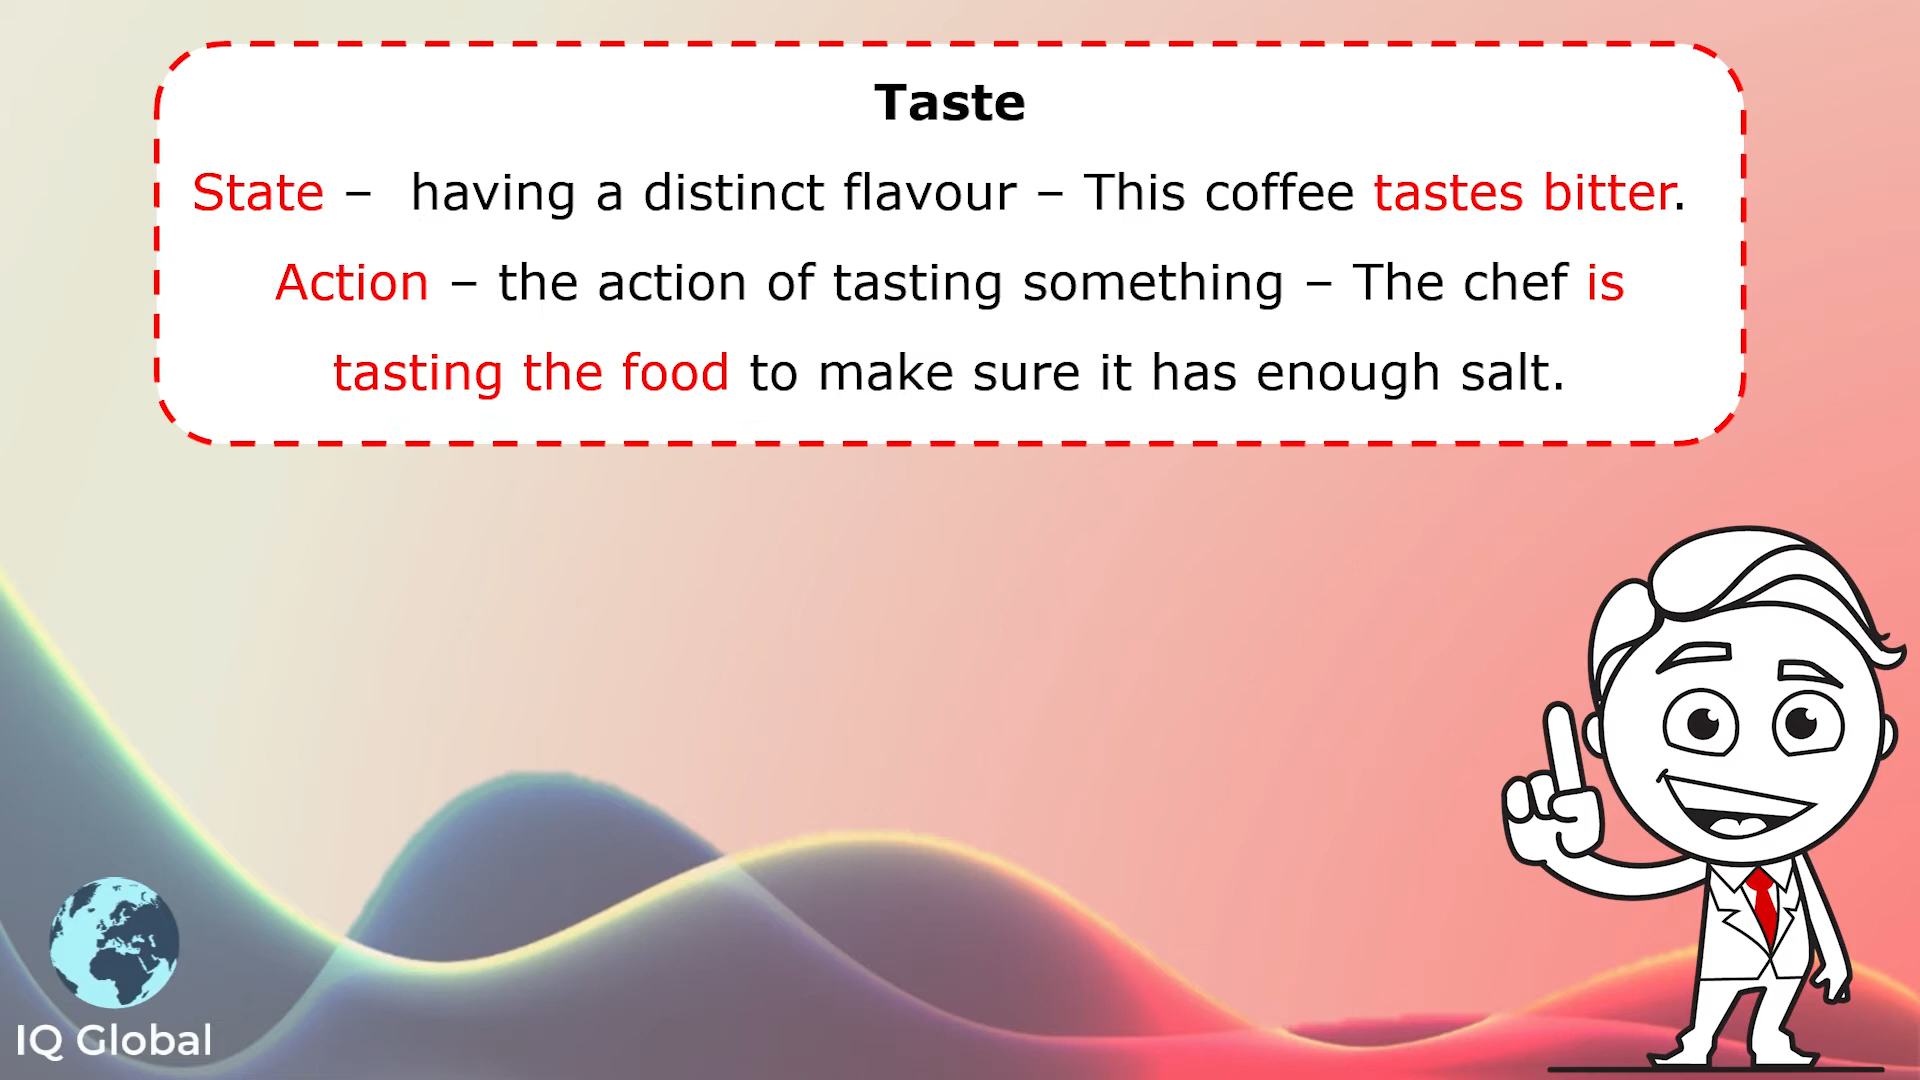 Taste
State –  having a distinct flavour – This coffee tastes bitter.
Action – the action of tasting something – The chef is
tasting the food to make sure it has enough salt.
IQ Global